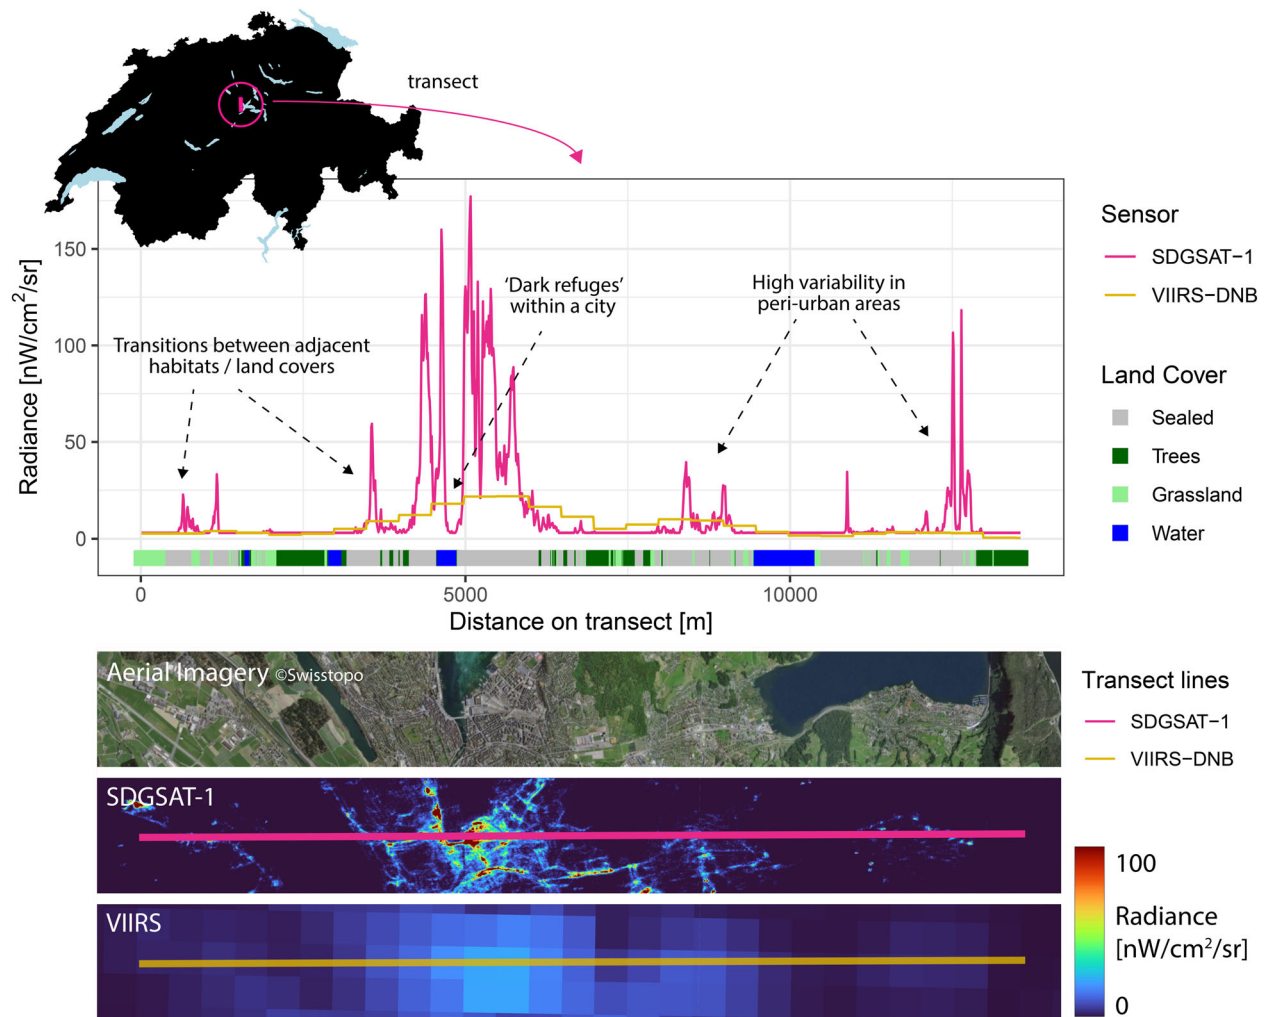 transect
Radiance [nW/cm²/sr]
150
100
50
0
Transitions between adjacent
habitats / land covers
‘Dark refuges’
within a city
High variability in
peri-urban areas
0
5000
10000
Distance on transect [m]
Sensor
SDGSAT−1
VIIRS−DNB
Land Cover
Sealed
Trees
Grassland
Water
Aerial Imagery ©Swisstopo
SDGSAT-1
VIIRS
Transect lines
SDGSAT−1
VIIRS−DNB
100
Radiance
[nW/cm²/sr]
0